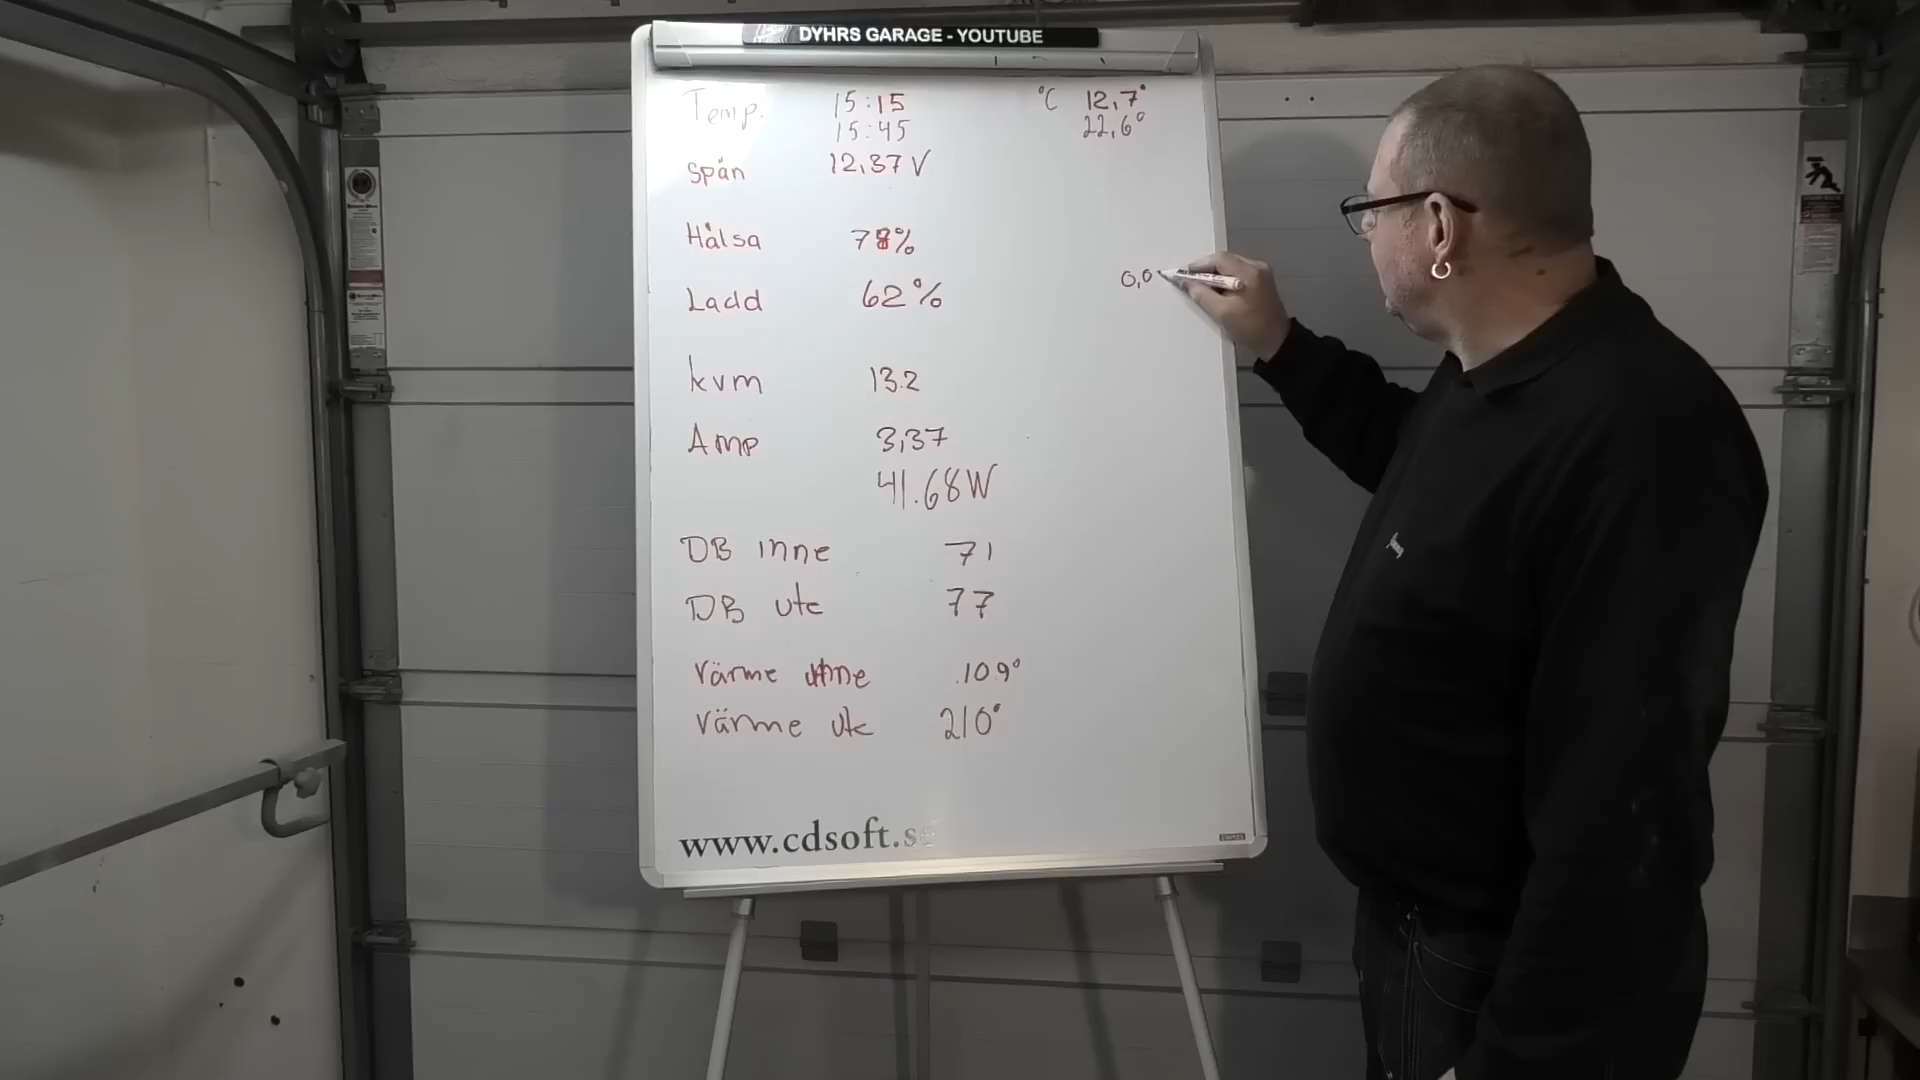 DYHRS GARAGE - YOUTUBE
Temp. 15:15 °C 12,7°
15:45 22,6°
Spån 12,37 V
Hålsa 78%
0,0
Ladd 62%
kvm 13.2
Amp 3,37
41.68W
DB inne 71
DB ute 77
Värme inne 109°
Värme ute 210°
www.cdsoft.se